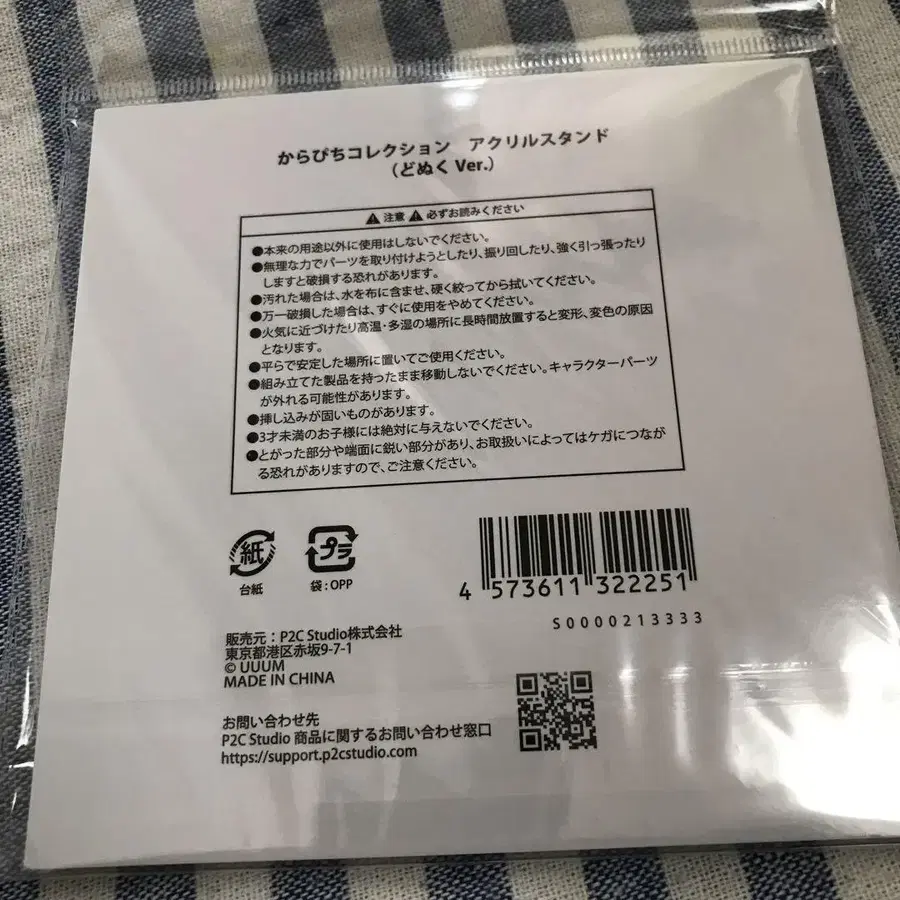 からぴちコレクション　アクリルスタンド
（どぬく Ver.）
注意 必ずお読みください
●本来の用途以外に使用はしないでください。
●無理な力でパーツを取り付けようとしたり、振り回したり、強く引っ張ったり
しますと破損する恐れがあります。
●汚れた場合は、水を布に含ませ、硬く絞ってから拭いてください。
●万一破損した場合は、すぐに使用をやめてください。
●火気に近づけたり高温・多湿の場所に長時間放置すると変形、変色の原因
となります。
●平らで安定した場所に置いてご使用ください。
●組み立てた製品を持ったまま移動しないでください。キャラクターパーツ
が外れる可能性があります。
●挿し込みが固いものがあります。
●3才未満のお子様には絶対に与えないでください。
●とがった部分や端面に鋭い部分があり、お取扱いによってはケガにつなが
る恐れがありますので、ご注意ください。
紙
台紙
プラ
袋：OPP
4 573611 322251
S0000213333
販売元：P2C Studio株式会社
東京都港区赤坂9-7-1
© UUUM
MADE IN CHINA
お問い合わせ先
P2C Studio 商品に関するお問い合わせ窓口
https://support.p2cstudio.com